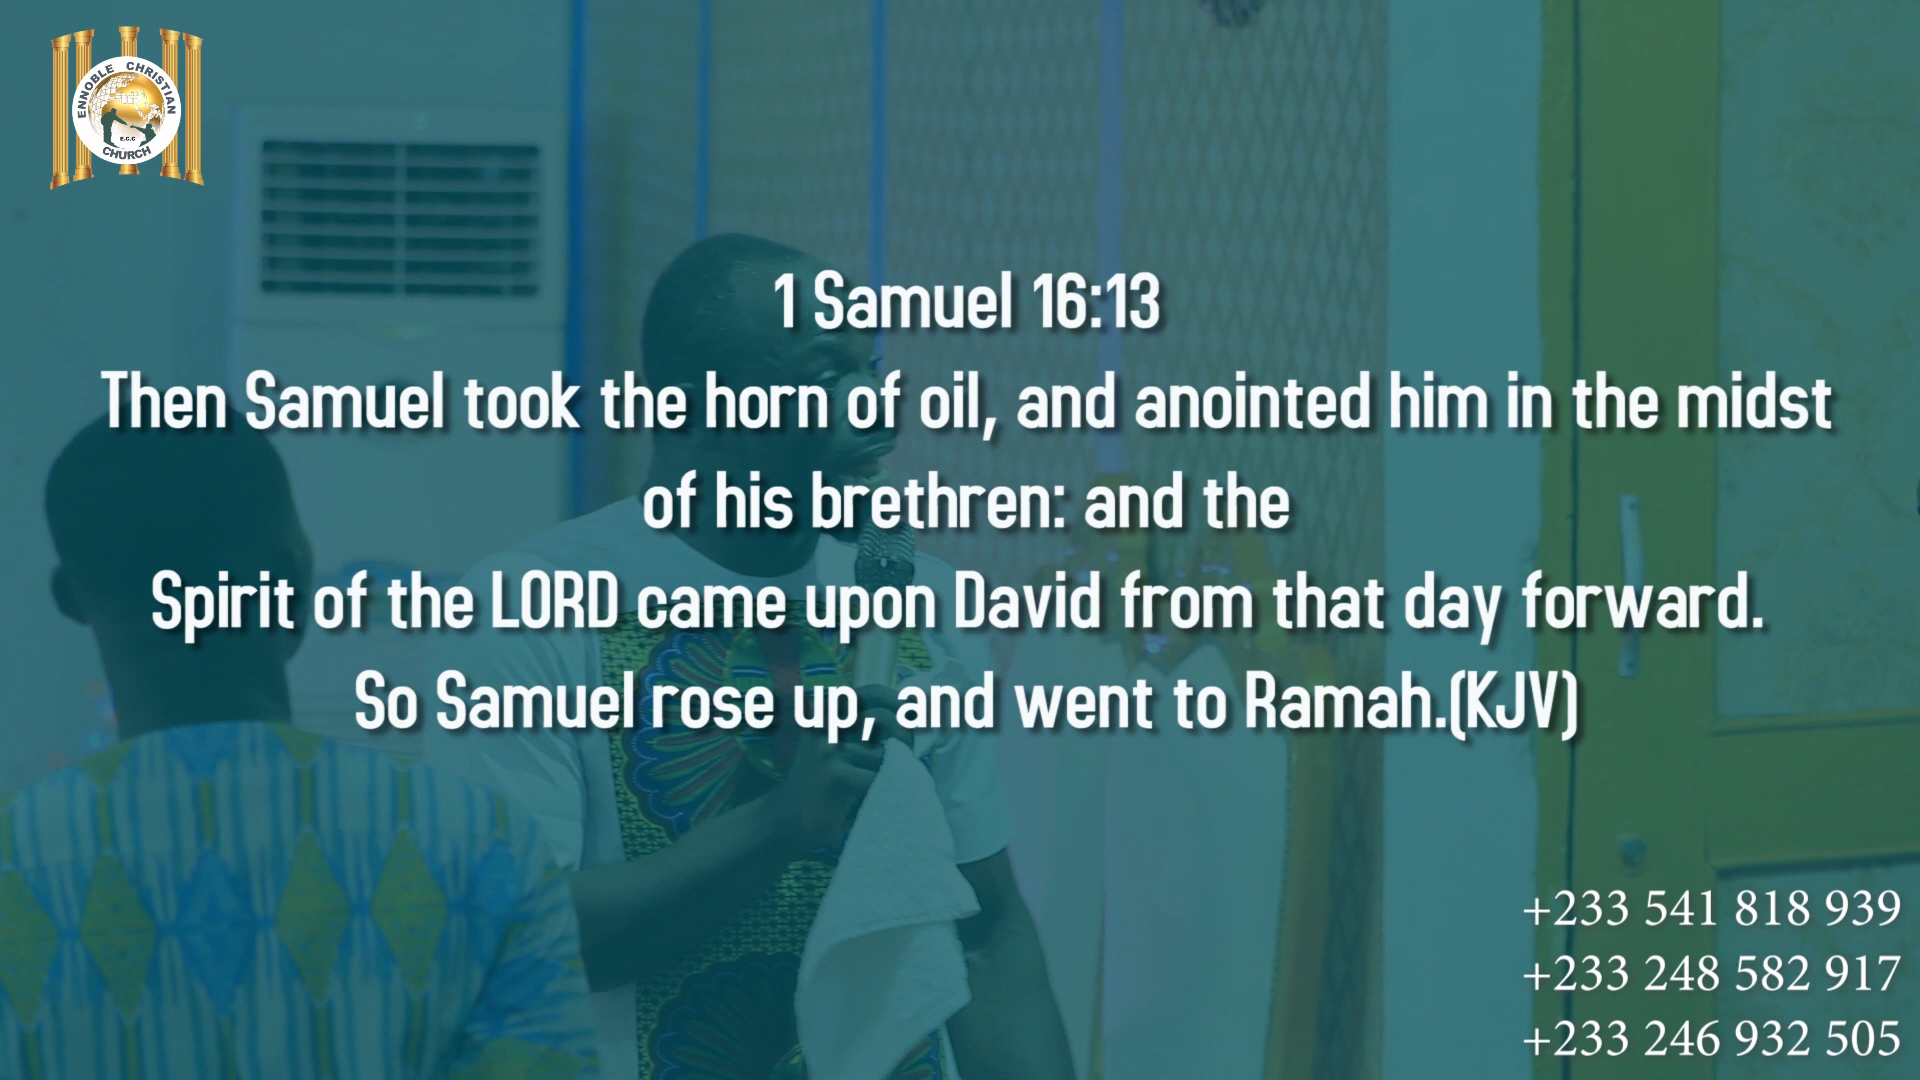 ENNOBLE CHRISTIAN
E.C.C
CHURCH
1 Samuel 16:13
Then Samuel took the horn of oil, and anointed him in the midst
of his brethren: and the
Spirit of the LORD came upon David from that day forward.
So Samuel rose up, and went to Ramah.(KJV)
+233 541 818 939
+233 248 582 917
+233 246 932 505